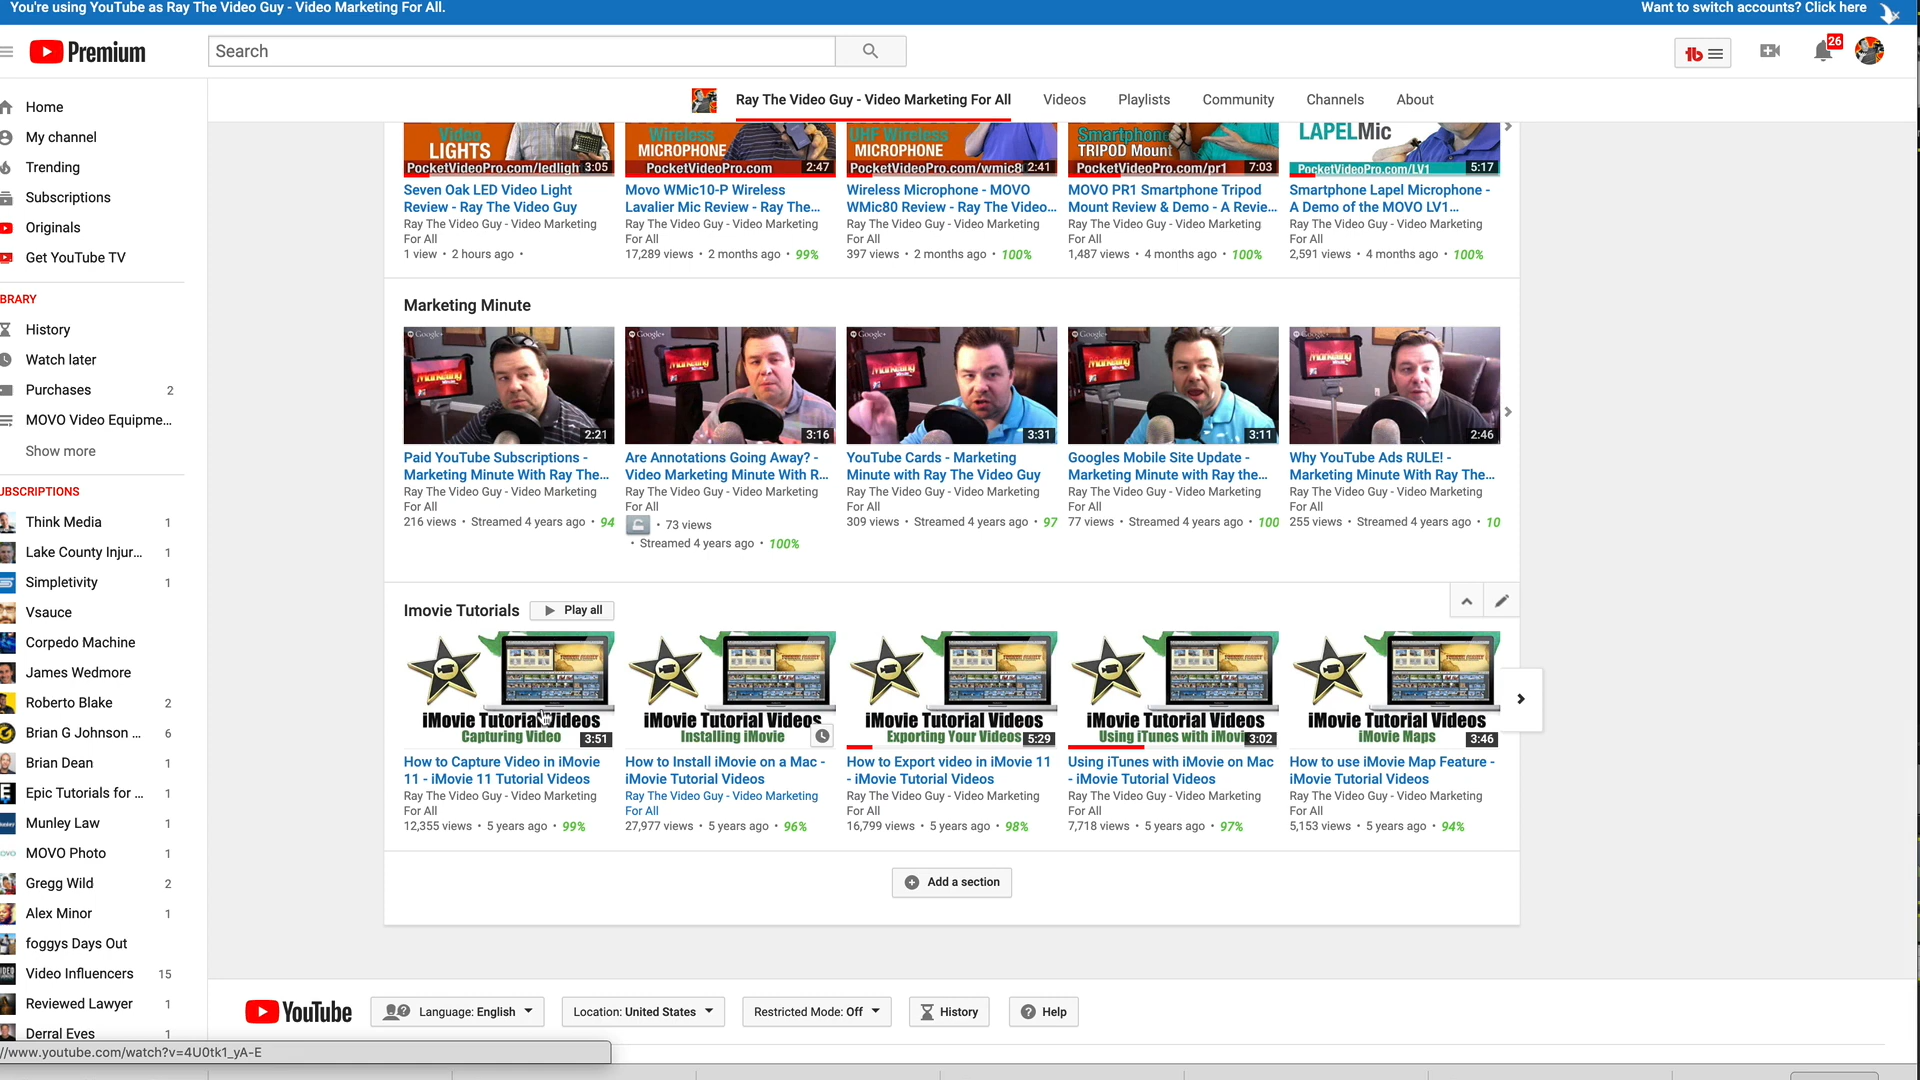 You're using YouTube as Ray The Video Guy - Video Marketing For All.
Want to switch accounts? Click here
Premium
Search
26
Home
My channel
Trending
Subscriptions
Originals
Get YouTube TV
BRARY
History
Watch later
Purchases 2
MOVO Video Equipme...
Show more
UBSCRIPTIONS
Think Media 1
Lake County Injur... 1
Simpletivity 1
Vsauce
Corpedo Machine
James Wedmore
Roberto Blake 2
Brian G Johnson ... 6
Brian Dean 1
Epic Tutorials for ... 1
Munley Law 1
MOVO Photo 1
Gregg Wild 2
Alex Minor 1
foggys Days Out
Video Influencers 15
Reviewed Lawyer 1
Derral Eves 1
//www.youtube.com/watch?v=4U0tk1_yA-E
Ray The Video Guy - Video Marketing For All
Videos
Playlists
Community
Channels
About
Video
LIGHTS
PocketVideoPro.com/ledligh 3:05
Seven Oak LED Video Light
Review - Ray The Video Guy
Ray The Video Guy - Video Marketing
For All
1 view • 2 hours ago •
Wireless
MICROPHONE
PocketVideoPro.com 2:47
Movo WMic10-P Wireless
Lavalier Mic Review - Ray The...
Ray The Video Guy - Video Marketing
For All
17,289 views • 2 months ago • 99%
UHF Wireless
MICROPHONE
PocketVideoPro.com/wmic8 2:41
Wireless Microphone - MOVO
WMic80 Review - Ray The Video...
Ray The Video Guy - Video Marketing
For All
397 views • 2 months ago • 100%
Smartphone
TRIPOD Mount
PocketVideoPro.com/pr1 7:03
MOVO PR1 Smartphone Tripod
Mount Review & Demo - A Revie...
Ray The Video Guy - Video Marketing
For All
1,487 views • 4 months ago • 100%
LAPELMic
PocketVideoPro.com/LV1 5:17
Smartphone Lapel Microphone -
A Demo of the MOVO LV1...
Ray The Video Guy - Video Marketing
For All
2,591 views • 4 months ago • 100%
Marketing Minute
Google+
Marketing
2:21
Paid YouTube Subscriptions -
Marketing Minute With Ray The...
Ray The Video Guy - Video Marketing
For All
216 views • Streamed 4 years ago • 94
Google+
Marketing
3:16
Are Annotations Going Away? -
Video Marketing Minute With R...
Ray The Video Guy - Video Marketing
For All
• 73 views
• Streamed 4 years ago • 100%
Google+
Marketing
3:31
YouTube Cards - Marketing
Minute with Ray The Video Guy
Ray The Video Guy - Video Marketing
For All
309 views • Streamed 4 years ago • 97
Google+
Marketing
3:11
Googles Mobile Site Update -
Marketing Minute with Ray the...
Ray The Video Guy - Video Marketing
For All
77 views • Streamed 4 years ago • 100
Google+
Marketing
2:46
Why YouTube Ads RULE! -
Marketing Minute With Ray The...
Ray The Video Guy - Video Marketing
For All
255 views • Streamed 4 years ago • 10
Imovie Tutorials
Play all
iMovie Tutorial Videos
Capturing Video
3:51
How to Capture Video in iMovie
11 - iMovie 11 Tutorial Videos
Ray The Video Guy - Video Marketing
For All
12,355 views • 5 years ago • 99%
iMovie Tutorial Videos
Installing iMovie
How to Install iMovie on a Mac -
iMovie Tutorial Videos
Ray The Video Guy - Video Marketing
For All
27,977 views • 5 years ago • 96%
iMovie Tutorial Videos
Exporting Your Videos
5:29
How to Export video in iMovie 11
- iMovie Tutorial Videos
Ray The Video Guy - Video Marketing
For All
16,799 views • 5 years ago • 98%
iMovie Tutorial Videos
Using iTunes with iMovi
3:02
Using iTunes with iMovie on Mac
- iMovie Tutorial Videos
Ray The Video Guy - Video Marketing
For All
7,718 views • 5 years ago • 97%
iMovie Tutorial Videos
iMovie Maps
3:46
How to use iMovie Map Feature -
iMovie Tutorial Videos
Ray The Video Guy - Video Marketing
For All
5,153 views • 5 years ago • 94%
Add a section
YouTube
Language: English
Location: United States
Restricted Mode: Off
History
Help